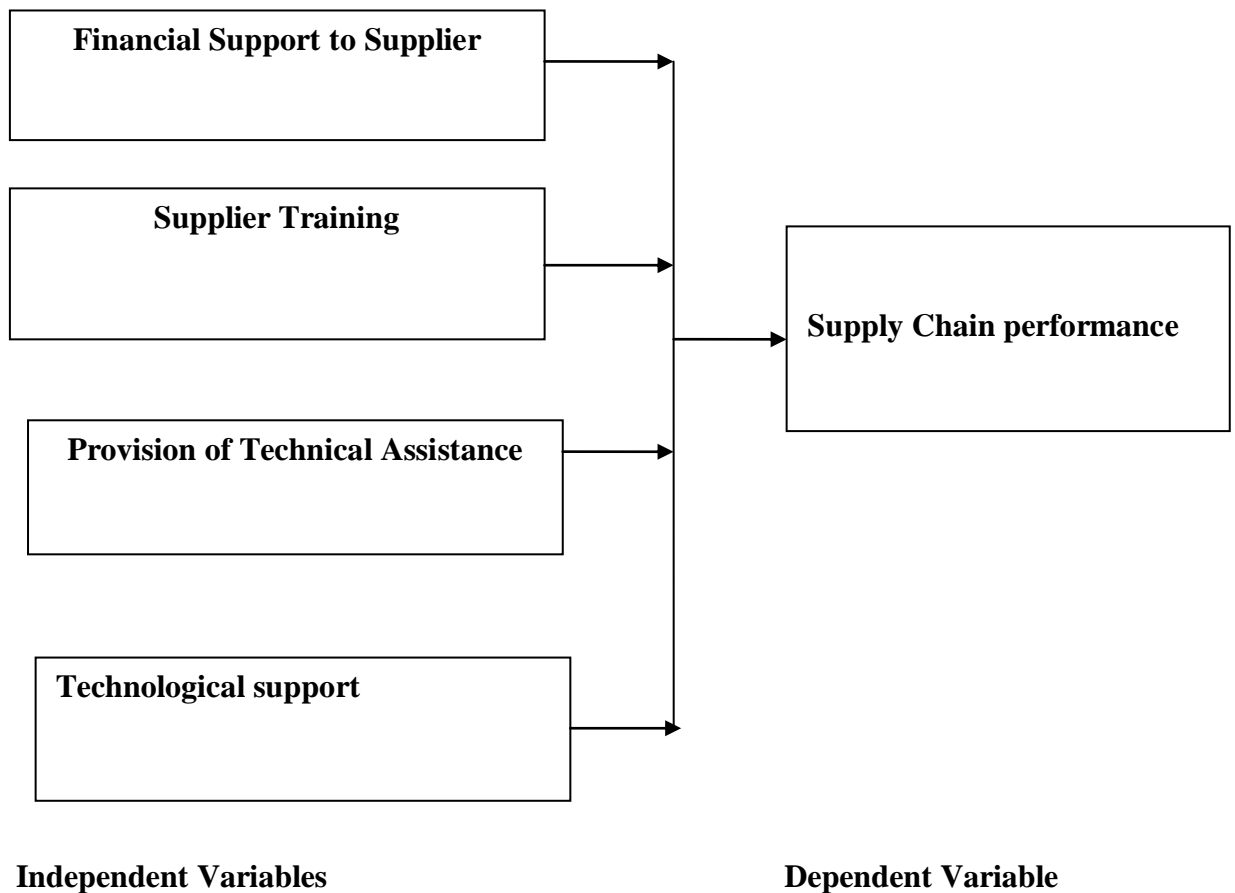 Financial Support to Supplier
Supplier Training
Supply Chain performance
Provision of Technical Assistance
Technological support
Independent Variables
Dependent Variable